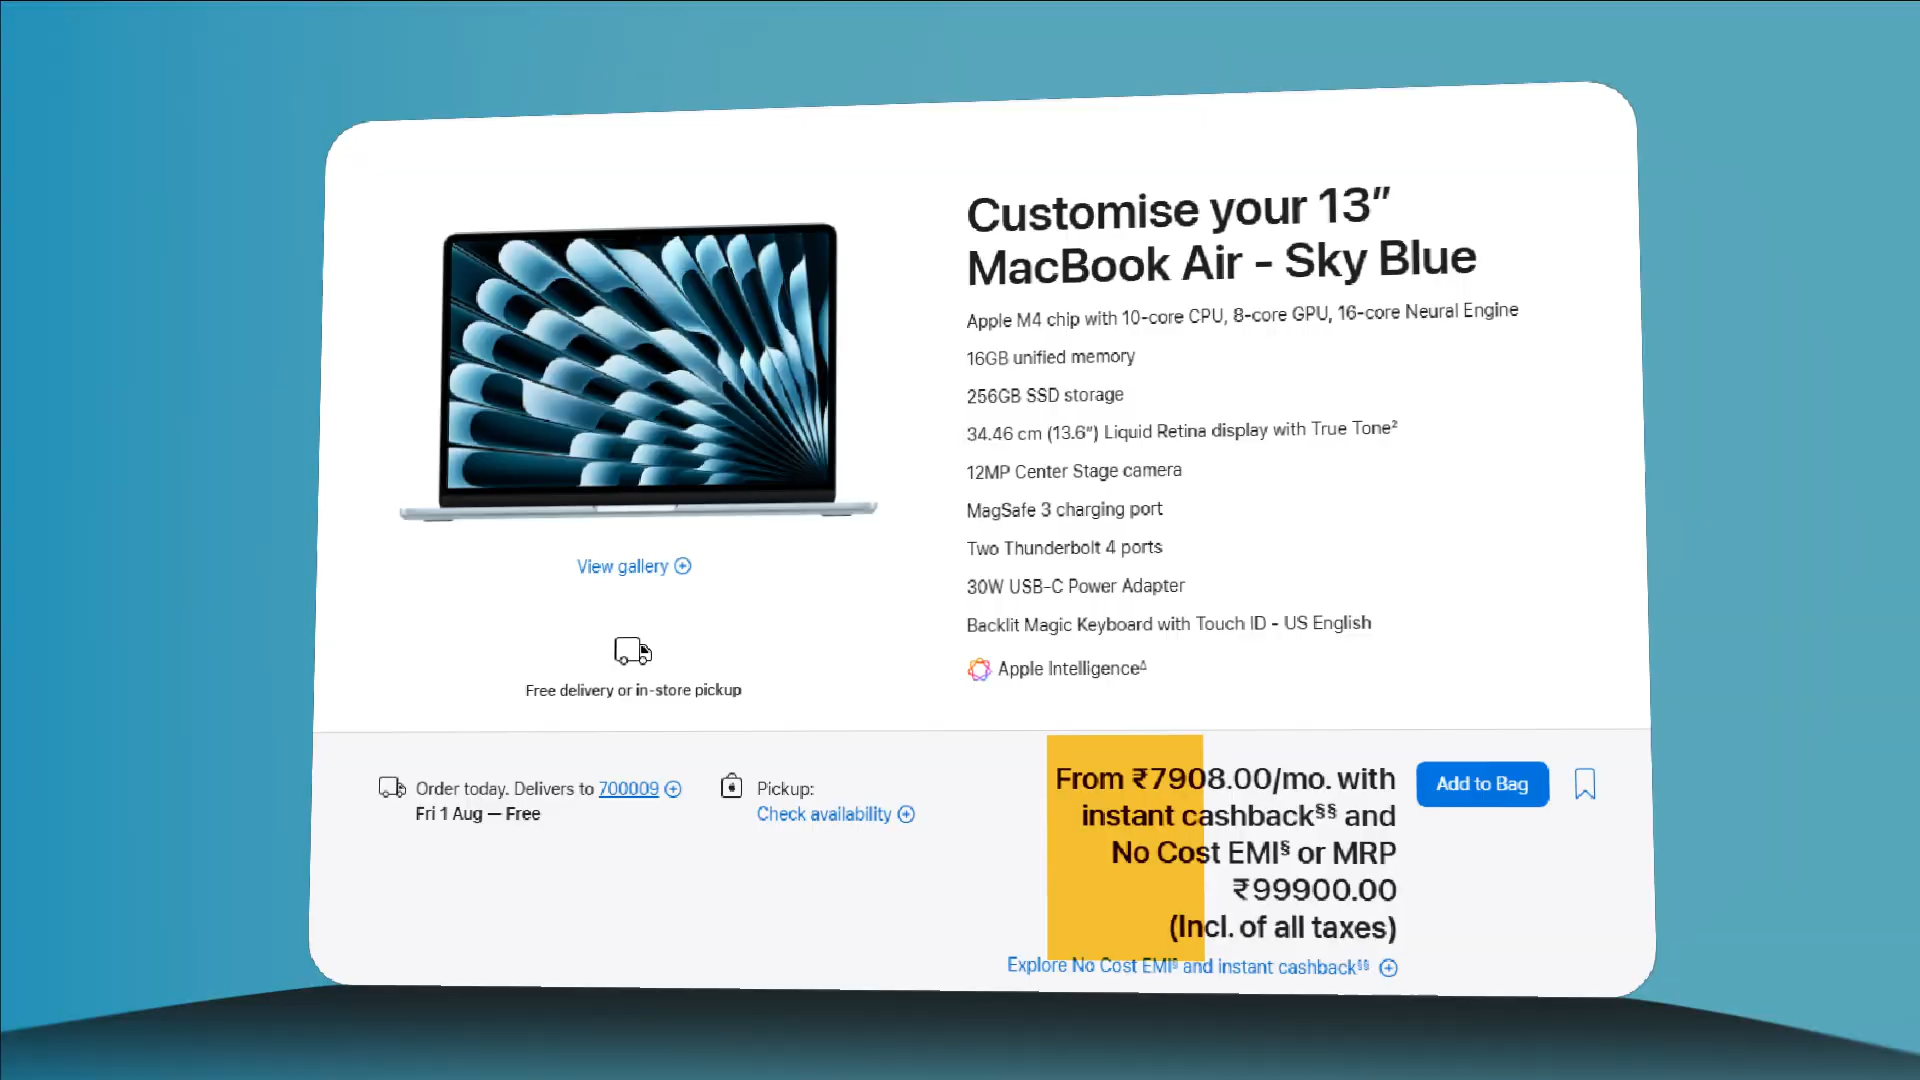 Customise your 13”
MacBook Air - Sky Blue
Apple M4 chip with 10-core CPU, 8-core GPU, 16-core Neural Engine
16GB unified memory
256GB SSD storage
34.46 cm (13.6”) Liquid Retina display with True Tone²
12MP Center Stage camera
MagSafe 3 charging port
Two Thunderbolt 4 ports
30W USB-C Power Adapter
Backlit Magic Keyboard with Touch ID - US English
Apple Intelligence∆
View gallery
Free delivery or in-store pickup
Order today. Delivers to 700009
Fri 1 Aug — Free
Pickup:
Check availability
From ₹7908.00/mo. with
instant cashback§§ and
No Cost EMI§ or MRP
₹99900.00
(Incl. of all taxes)
Explore No Cost EMI§ and instant cashback§§
Add to Bag